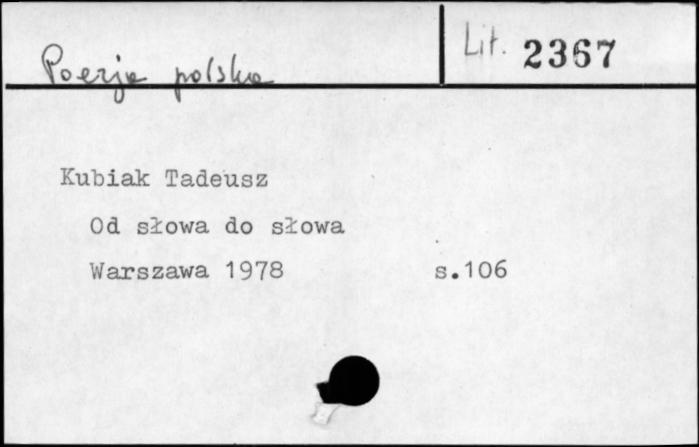 Poezja polska
Lit. 2367
Kubiak Tadeusz
Od słowa do słowa
Warszawa 1978 s.106